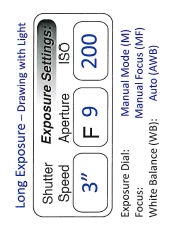 Long Exposure – Drawing with Light
Exposure Settings:
Shutter Speed Aperture ISO
3” F 9 200
Exposure Dial: Manual Mode (M)
Focus: Manual Focus (MF)
White Balance (WB): Auto (AWB)